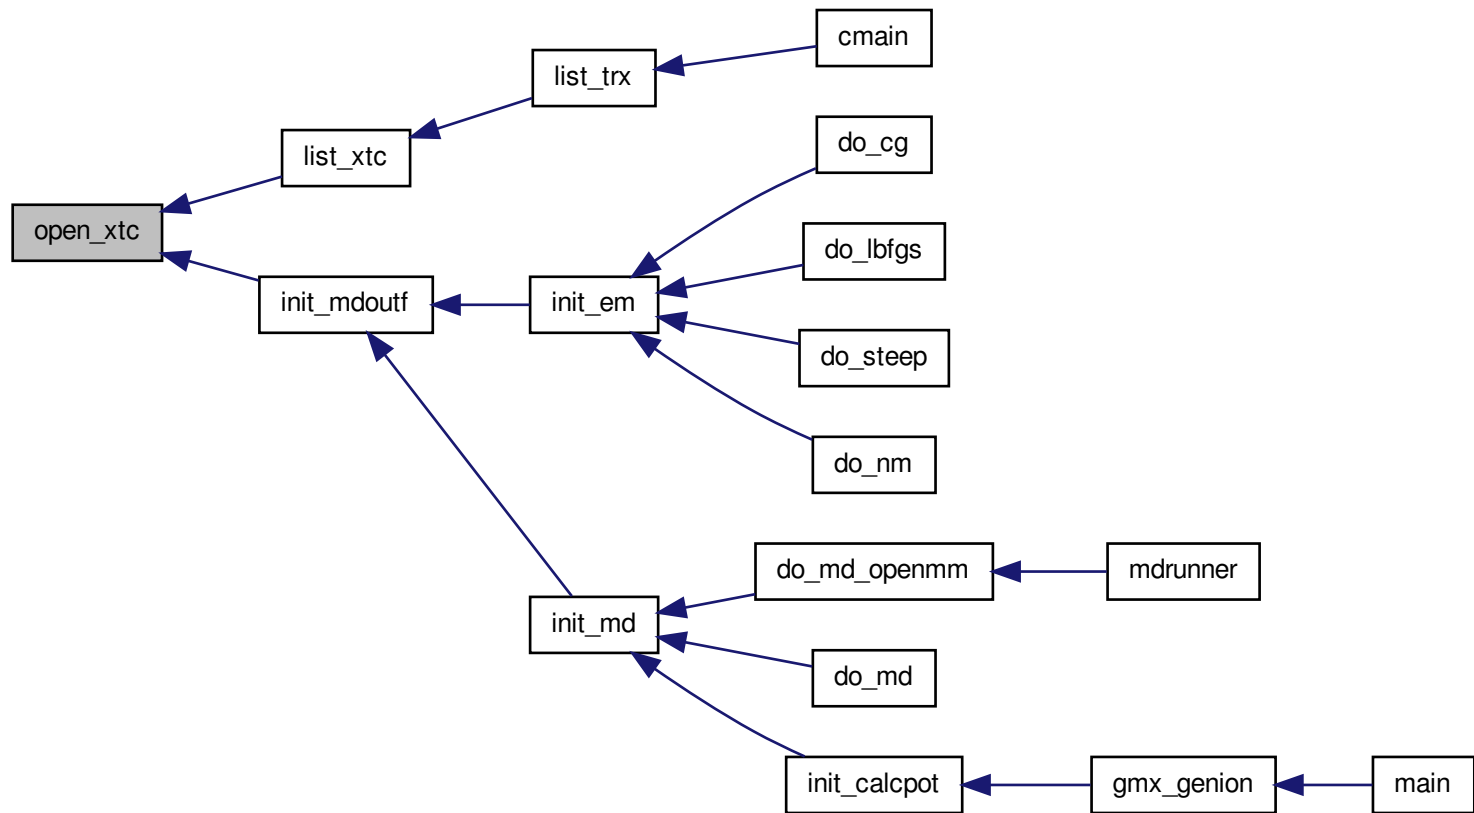 cmain
list_trx
do_cg
list_xtc
open_xtc
do_lbfgs
init_mdoutf
init_em
do_steep
do_nm
do_md_openmm
mdrunner
init_md
do_md
init_calcpot
gmx_genion
main